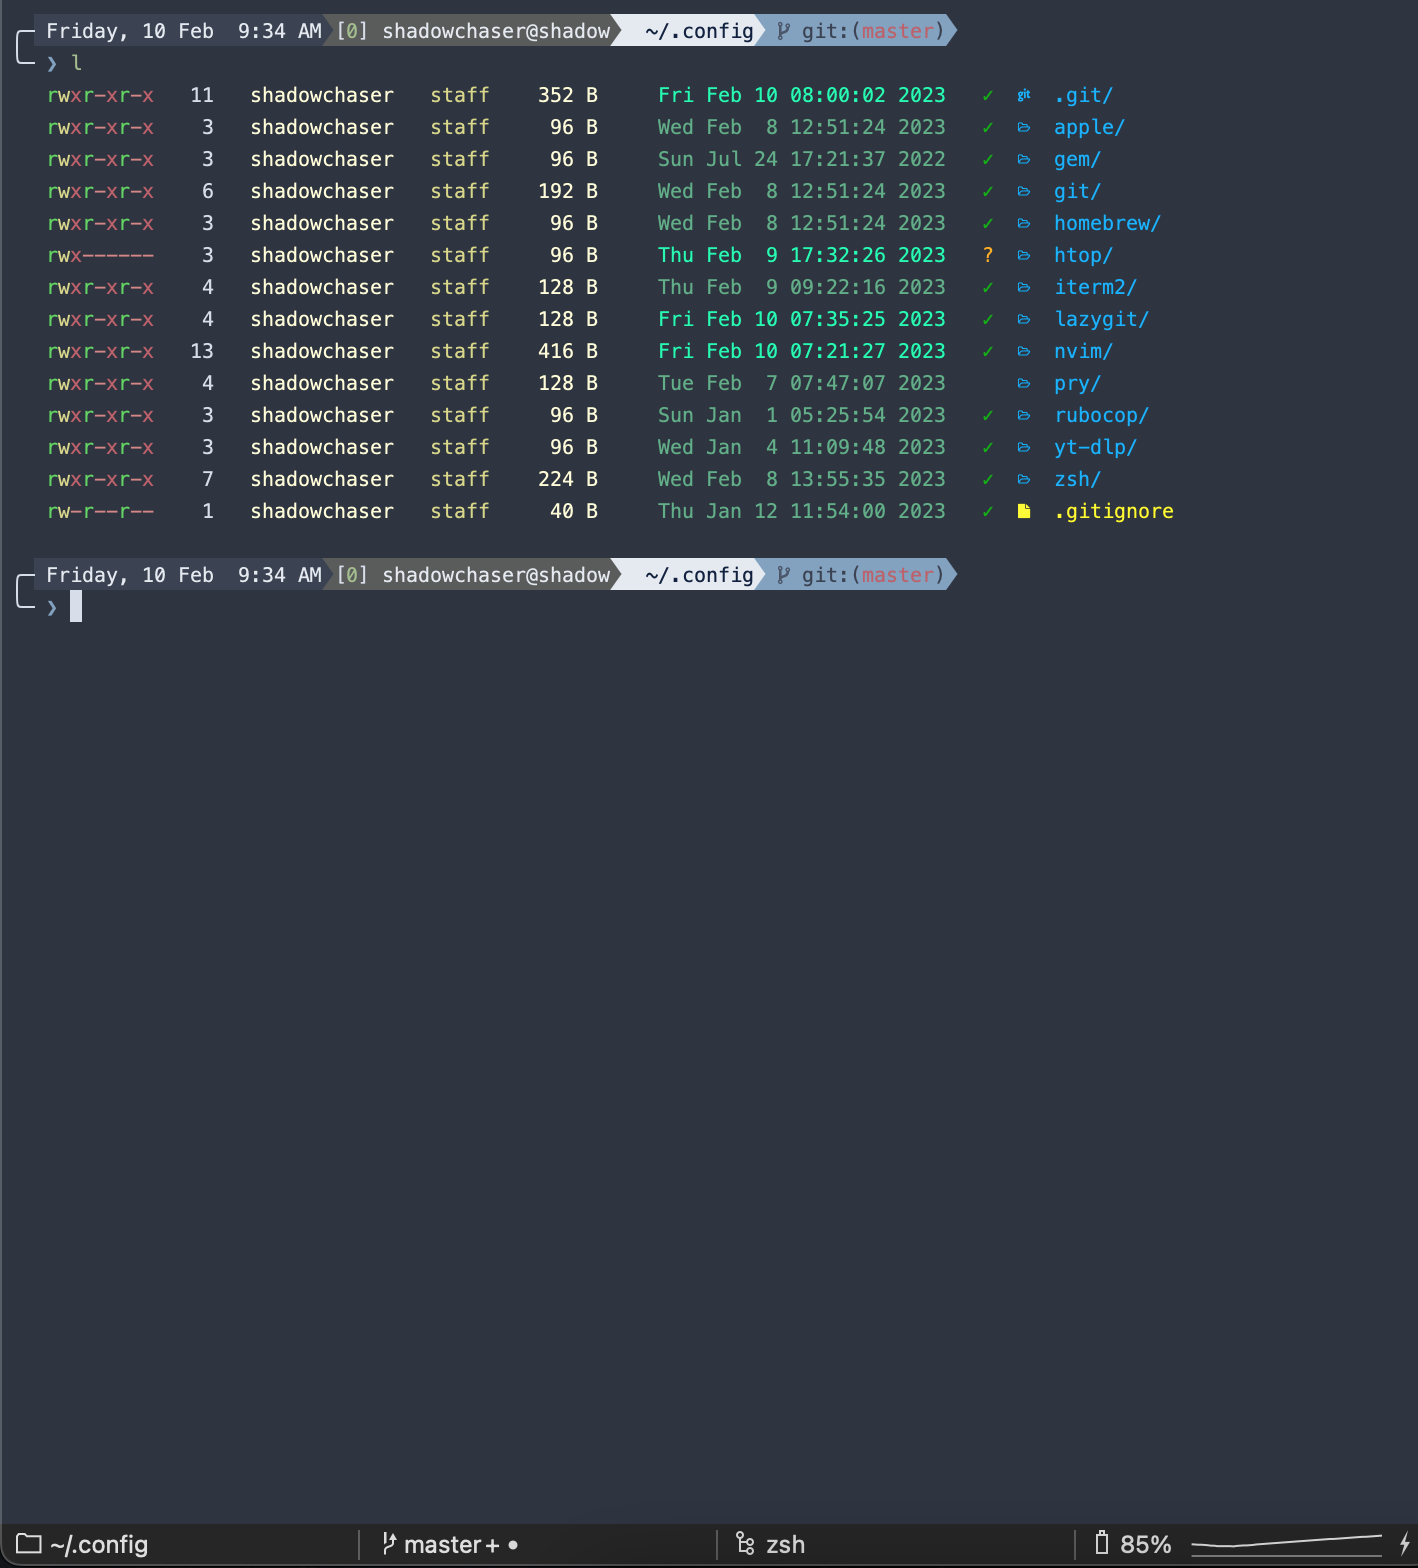 Friday, 10 Feb  9:34 AM [0] shadowchaser@shadow ~/.config git:(master)
❯ l
rwxr-xr-x 11 shadowchaser staff 352 B Fri Feb 10 08:00:02 2023 ✓ git .git/
rwxr-xr-x 3 shadowchaser staff 96 B Wed Feb 8 12:51:24 2023 ✓ apple/
rwxr-xr-x 3 shadowchaser staff 96 B Sun Jul 24 17:21:37 2022 ✓ gem/
rwxr-xr-x 6 shadowchaser staff 192 B Wed Feb 8 12:51:24 2023 ✓ git/
rwxr-xr-x 3 shadowchaser staff 96 B Wed Feb 8 12:51:24 2023 ✓ homebrew/
rwx------ 3 shadowchaser staff 96 B Thu Feb 9 17:32:26 2023 ? htop/
rwxr-xr-x 4 shadowchaser staff 128 B Thu Feb 9 09:22:16 2023 ✓ iterm2/
rwxr-xr-x 4 shadowchaser staff 128 B Fri Feb 10 07:35:25 2023 ✓ lazygit/
rwxr-xr-x 13 shadowchaser staff 416 B Fri Feb 10 07:21:27 2023 ✓ nvim/
rwxr-xr-x 4 shadowchaser staff 128 B Tue Feb 7 07:47:07 2023 pry/
rwxr-xr-x 3 shadowchaser staff 96 B Sun Jan 1 05:25:54 2023 ✓ rubocop/
rwxr-xr-x 3 shadowchaser staff 96 B Wed Jan 4 11:09:48 2023 ✓ yt-dlp/
rwxr-xr-x 7 shadowchaser staff 224 B Wed Feb 8 13:55:35 2023 ✓ zsh/
rw-r--r-- 1 shadowchaser staff 40 B Thu Jan 12 11:54:00 2023 ✓ .gitignore
Friday, 10 Feb  9:34 AM [0] shadowchaser@shadow ~/.config git:(master)
❯
~/.config master+ • zsh 85%